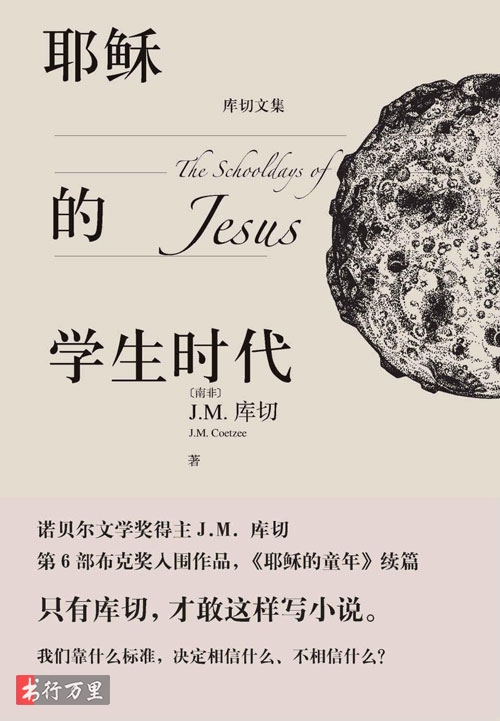 耶稣
库切文集
The Schooldays of
的
Jesus
学生时代
〔南非〕
J.M. 库切
J.M. Coetzee
著
诺贝尔文学奖得主 J.M. 库切
第 6 部布克奖入围作品，《耶稣的童年》续篇
只有库切，才敢这样写小说。
我们靠什么标准，决定相信什么、不相信什么？
书行万里